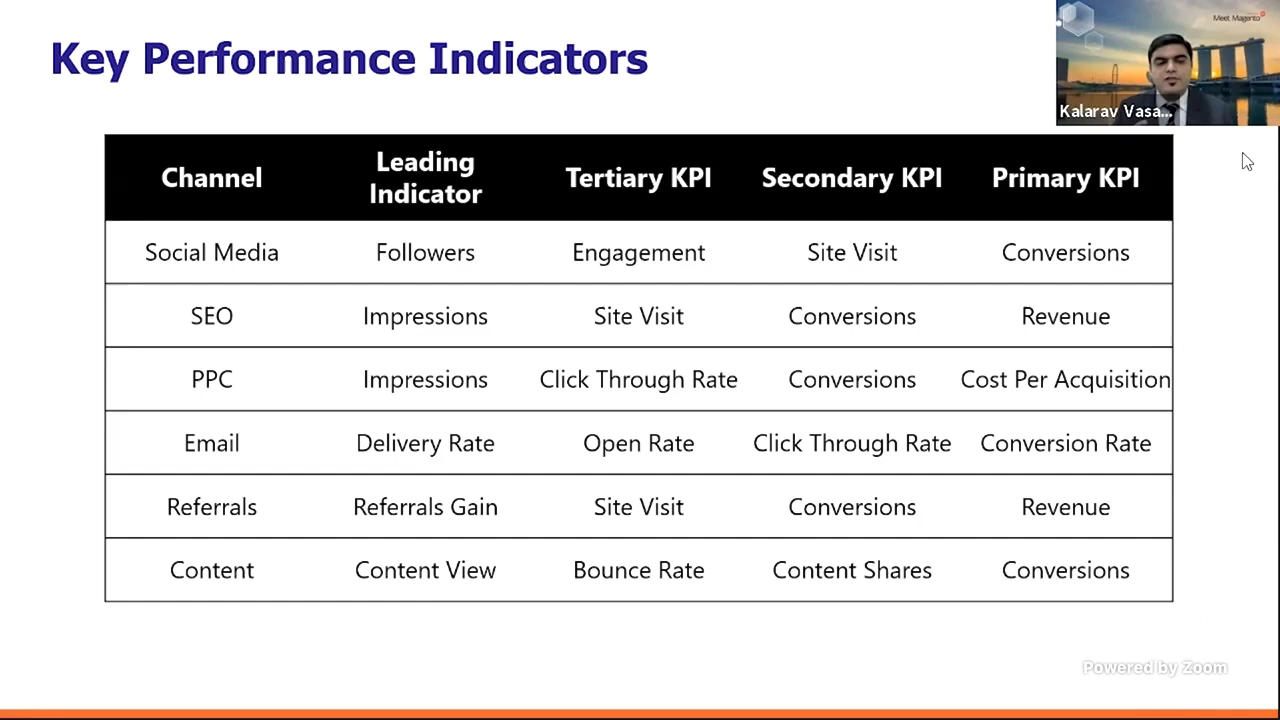 Key Performance Indicators
Meet Magento
Kalarav Vasa...
Channel Leading Indicator Tertiary KPI Secondary KPI Primary KPI
Social Media Followers Engagement Site Visit Conversions
SEO Impressions Site Visit Conversions Revenue
PPC Impressions Click Through Rate Conversions Cost Per Acquisition
Email Delivery Rate Open Rate Click Through Rate Conversion Rate
Referrals Referrals Gain Site Visit Conversions Revenue
Content Content View Bounce Rate Content Shares Conversions
Powered by Zoom